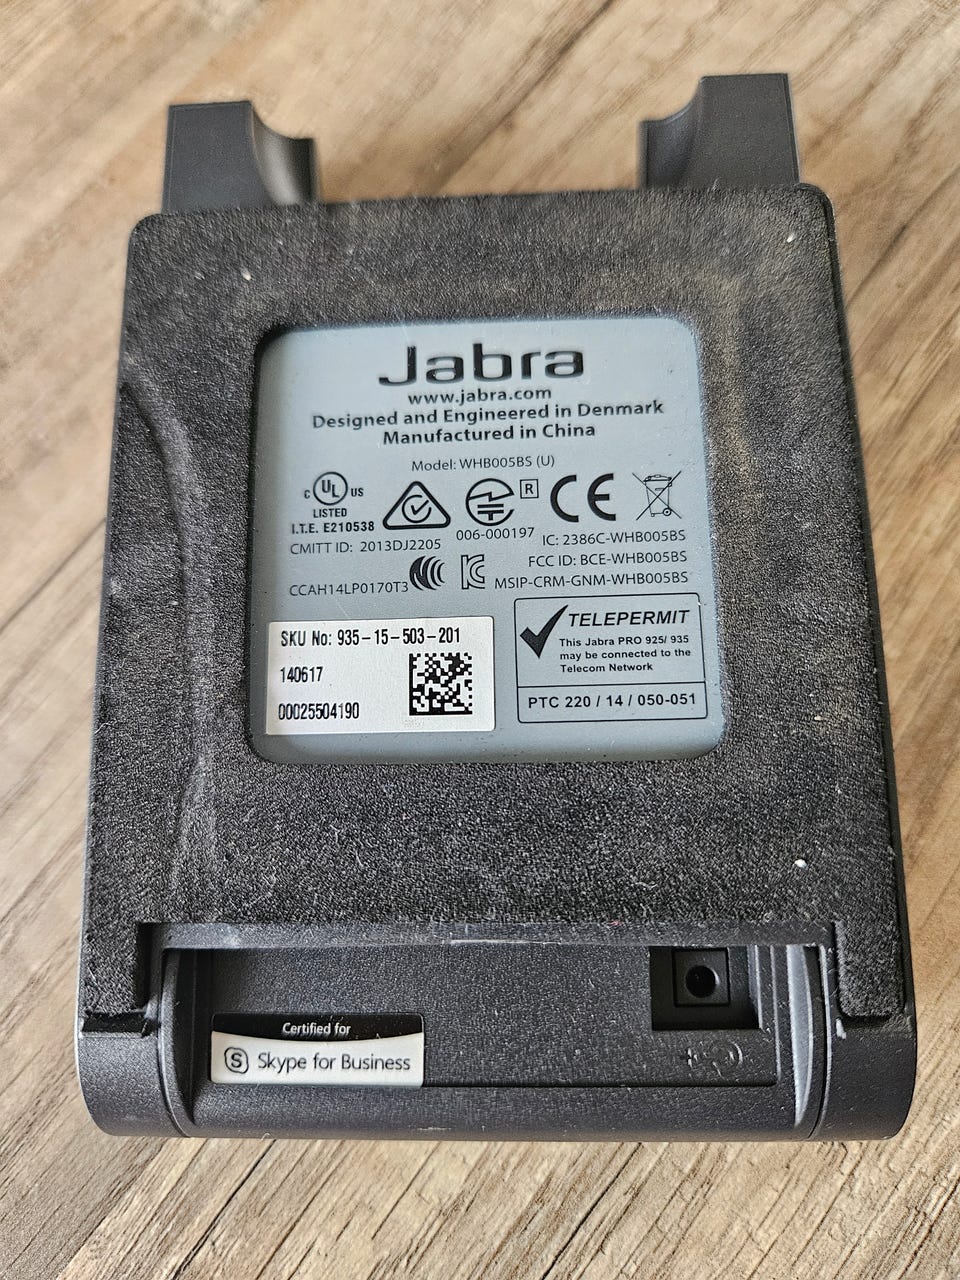 Jabra
www.jabra.com
Designed and Engineered in Denmark
Manufactured in China
Model: WHB005BS (U)
c UL US
LISTED
I.T.E. E210538
R
CE
006-000197
CMITT ID: 2013DJ2205
IC: 2386C-WHB005BS
FCC ID: BCE-WHB005BS
CCAH14LP0170T3
MSIP-CRM-GNM-WHB005BS
SKU No: 935-15-503-201
140617
00025504190
TELEPERMIT
This Jabra PRO 925/ 935
may be connected to the
Telecom Network
PTC 220 / 14 / 050-051
Certified for
S Skype for Business